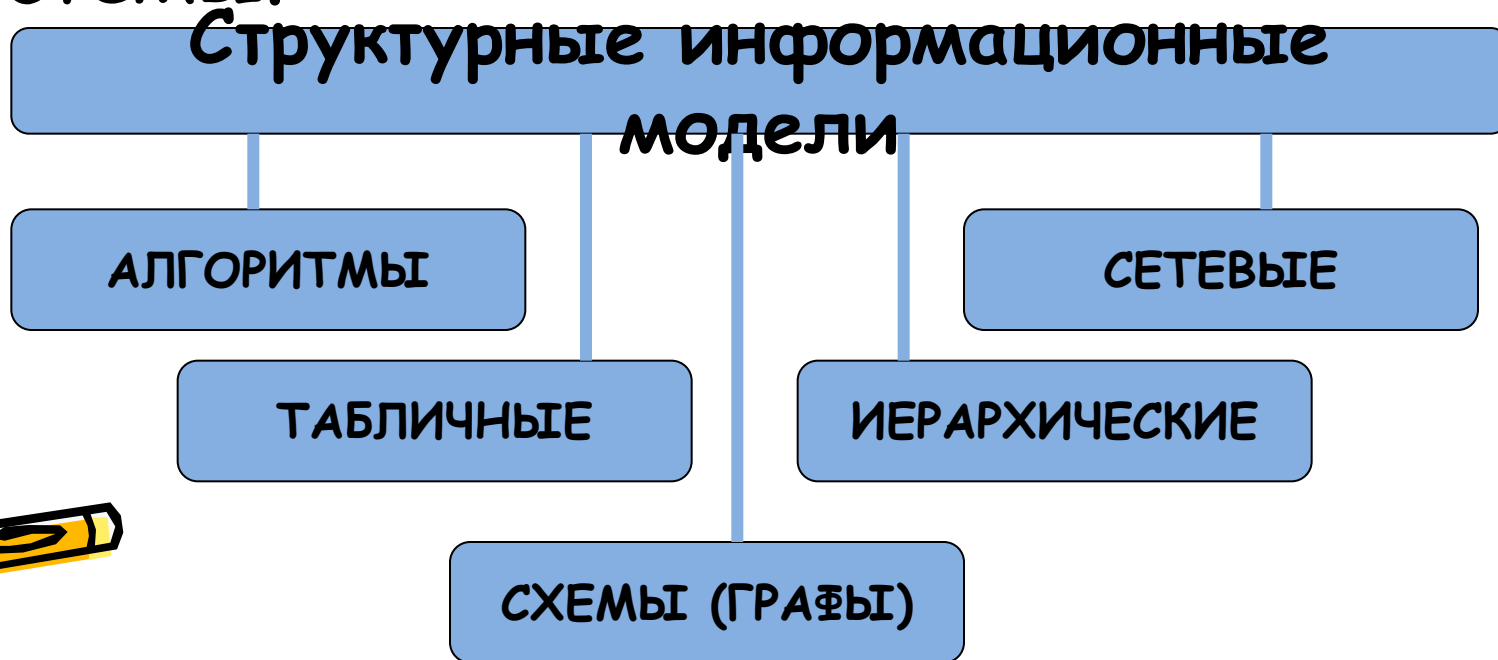 Структурные информационные
модели
АЛГОРИТМЫ
СЕТЕВЫЕ
ТАБЛИЧНЫЕ
ИЕРАРХИЧЕСКИЕ
СХЕМЫ (ГРАФЫ)